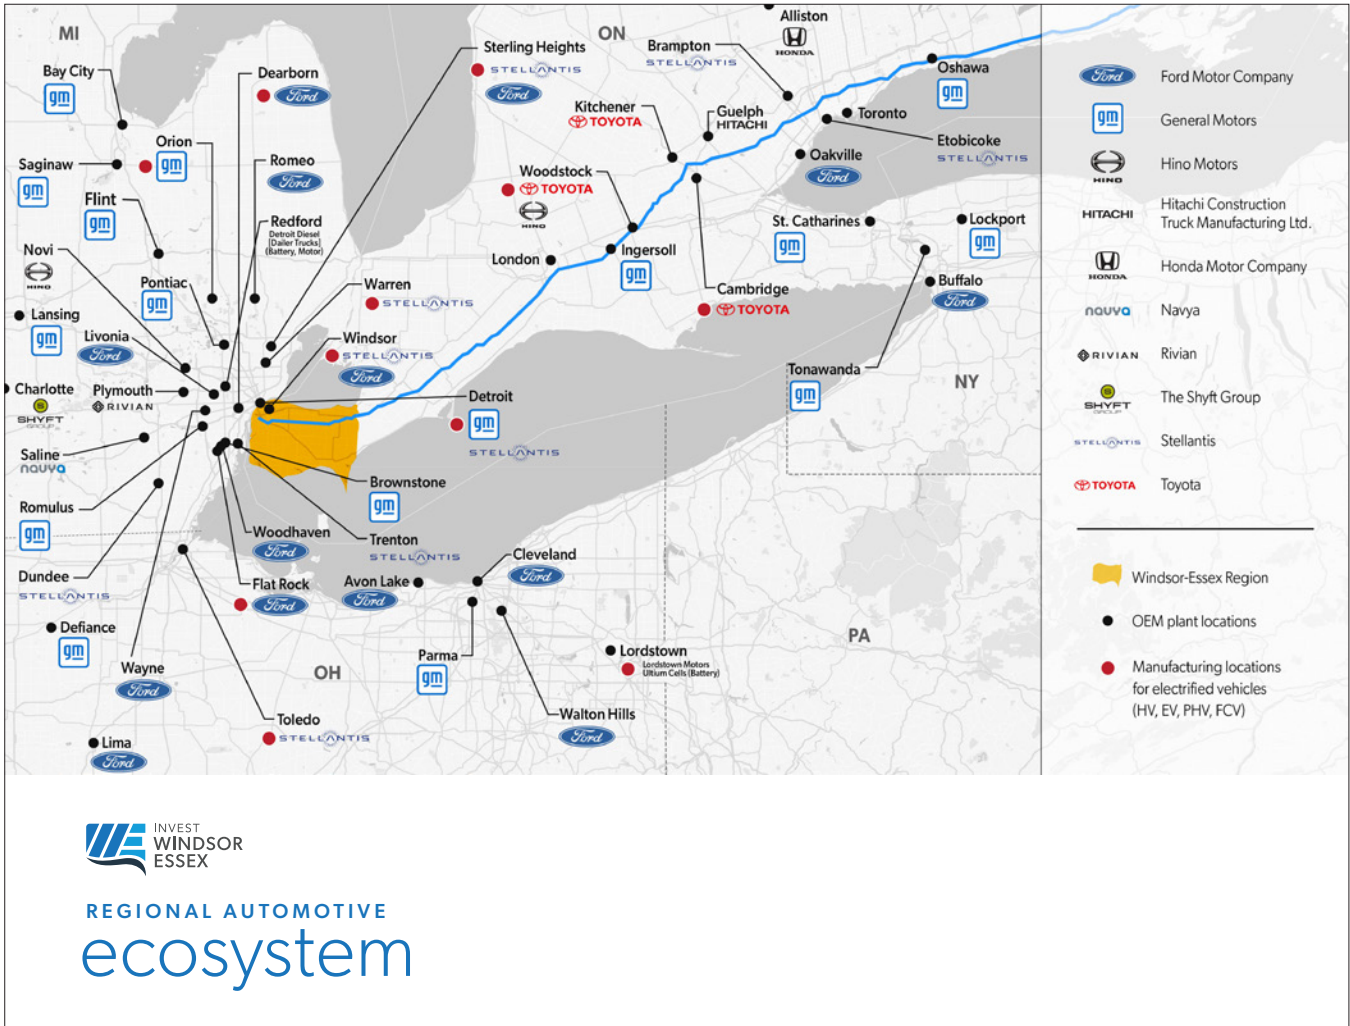 MI
ON
Alliston
HONDA
Bay City
gm
Dearborn
Ford
Sterling Heights
STELLANTIS
Ford
Brampton
STELLANTIS
Oshawa
gm
Kitchener
TOYOTA
Guelph
HITACHI
Toronto
Etobicoke
STELLANTIS
Orion
gm
Saginaw
gm
Romeo
Ford
Woodstock
TOYOTA
HINO
Oakville
Ford
Flint
gm
Redford
Detroit Diesel
[Dailer Trucks]
(Battery, Motor)
St. Catharines
gm
Lockport
gm
Novi
HINO
London
Ingersoll
gm
Pontiac
gm
Warren
STELLANTIS
Cambridge
TOYOTA
Buffalo
Ford
Lansing
gm
Livonia
Ford
Windsor
STELLANTIS
Ford
Tonawanda
gm
NY
Charlotte
SHYFT
GROUP
Plymouth
RIVIAN
Detroit
gm
STELLANTIS
Saline
navya
Brownstone
gm
Romulus
gm
Woodhaven
Ford
Trenton
STELLANTIS
Dundee
STELLANTIS
Flat Rock
Ford
Avon Lake
Ford
Cleveland
Ford
Defiance
gm
Wayne
Ford
OH
Parma
gm
Lordstown
Lordstown Motors
Ultium Cells (Battery)
PA
Toledo
STELLANTIS
Walton Hills
Ford
Lima
Ford
Ford Ford Motor Company
gm General Motors
HINO Hino Motors
HITACHI Hitachi Construction
Truck Manufacturing Ltd.
HONDA Honda Motor Company
navya Navya
RIVIAN Rivian
SHYFT GROUP The Shyft Group
STELLANTIS Stellantis
TOYOTA Toyota
Windsor-Essex Region
OEM plant locations
Manufacturing locations
for electrified vehicles
(HV, EV, PHV, FCV)
INVEST
WINDSOR
ESSEX
REGIONAL AUTOMOTIVE
ecosystem